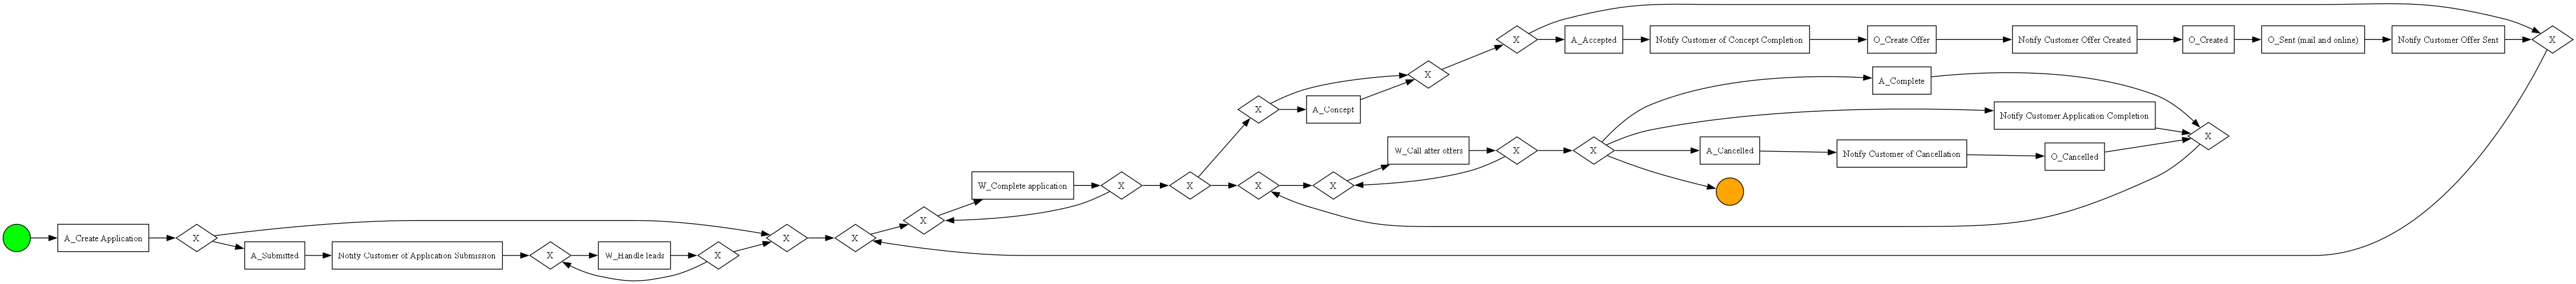 A_Create Application
X
A_Submitted
Notify Customer of Application Submission
X
W_Handle leads
X
X
X
X
W_Complete application
X
X
X
A_Concept
X
X
A_Accepted
Notify Customer of Concept Completion
O_Create Offer
Notify Customer Offer Created
O_Created
O_Sent (mail and online)
Notify Customer Offer Sent
X
X
X
W_Call after offers
X
X
A_Complete
Notify Customer Application Completion
A_Cancelled
Notify Customer of Cancellation
O_Cancelled
X